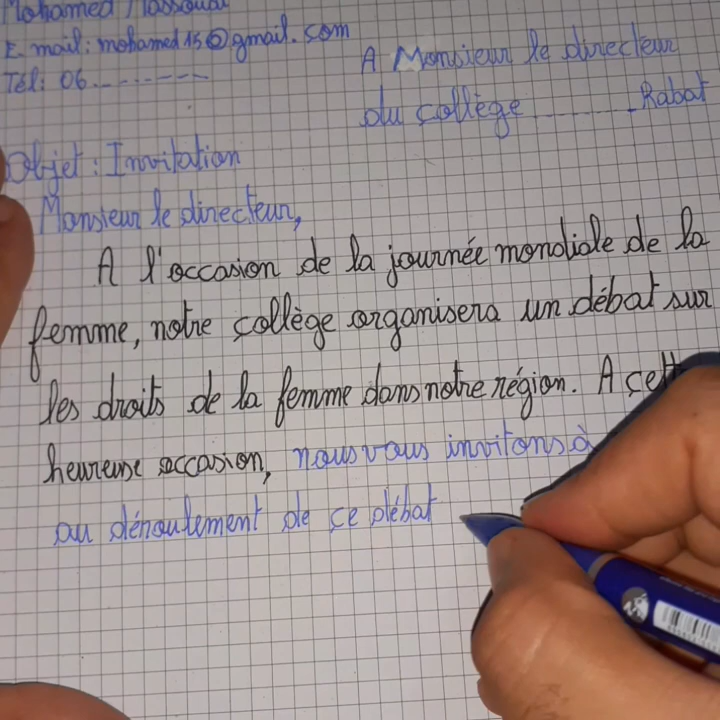 Mohamed Massoudi
E.mail: mohamed15@gmail.com
Tél: 06.........
A Monsieur le directeur
du collège ......... Rabat
Objet: Invitation
Monsieur le directeur,
A l'occasion de la journée mondiale de la
femme, notre collège organisera un débat sur
les droits de la femme dans notre région. A cette
heureuse occasion, nous vous invitons à
au déroulement de ce débat